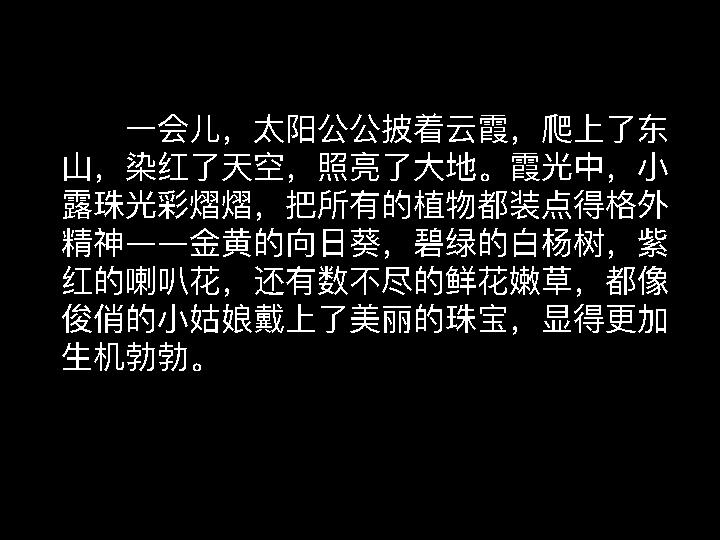 一会儿，太阳公公披着云霞，爬上了东
山，染红了天空，照亮了大地。霞光中，小
露珠光彩熠熠，把所有的植物都装点得格外
精神——金黄的向日葵，碧绿的白杨树，紫
红的喇叭花，还有数不尽的鲜花嫩草，都像
俊俏的小姑娘戴上了美丽的珠宝，显得更加
生机勃勃。